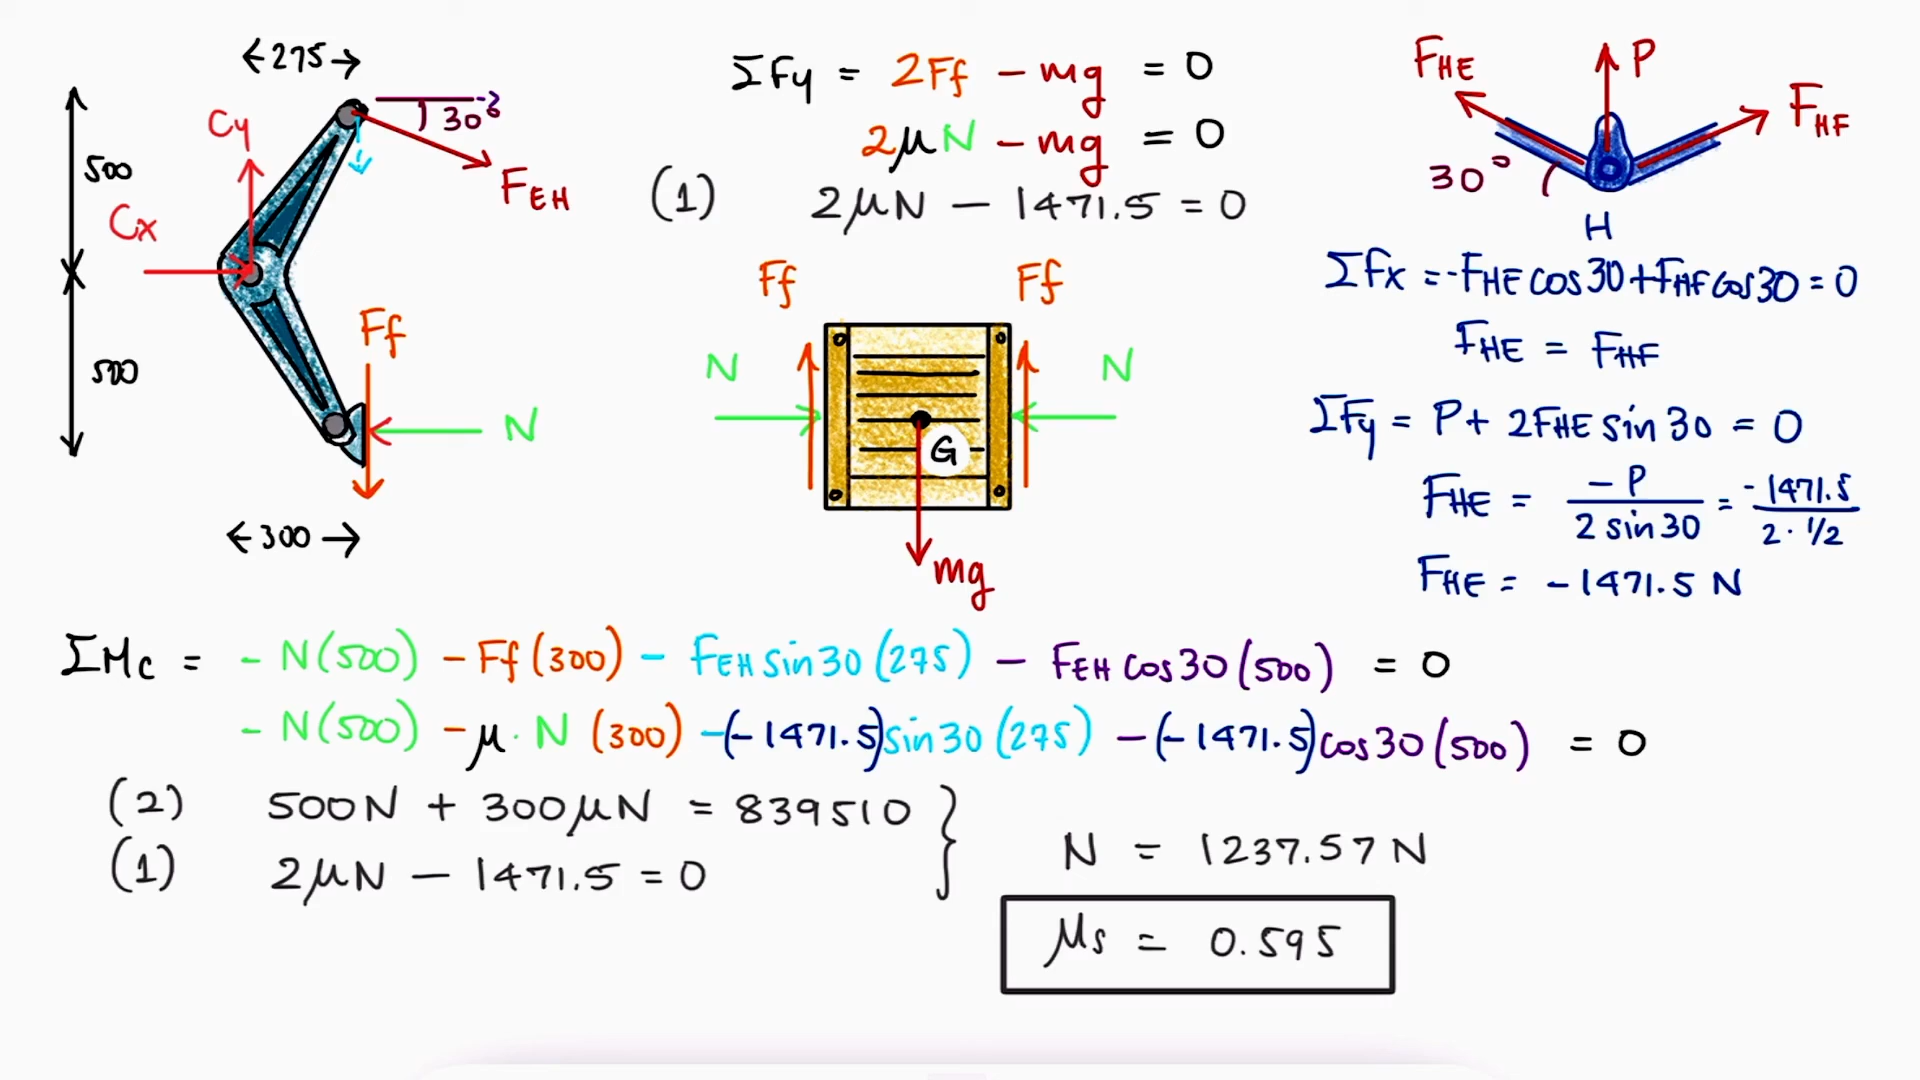 275
500
500
Cy
Cx
30°
FEH
Ff
N
300
ΣFy = 2Ff - mg = 0
2μN - mg = 0
(1) 2μN - 1471.5 = 0
Ff Ff
N N
G
mg
FHE P FHF
30°
H
ΣFx = -FHE cos30 + FHF cos30 = 0
FHE = FHF
ΣFy = P + 2FHE sin 30 = 0
FHE = -P / 2 sin 30 = -1471.5 / 2 · 1/2
FHE = -1471.5 N
ΣMc = - N(500) - Ff(300) - FEH sin30(275) - FEH cos30(500) = 0
- N(500) - μ · N (300) -(-1471.5)sin30(275) -(-1471.5)cos30(500) = 0
(2) 500N + 300μN = 839510
(1) 2μN - 1471.5 = 0
N = 1237.57 N
μs = 0.595